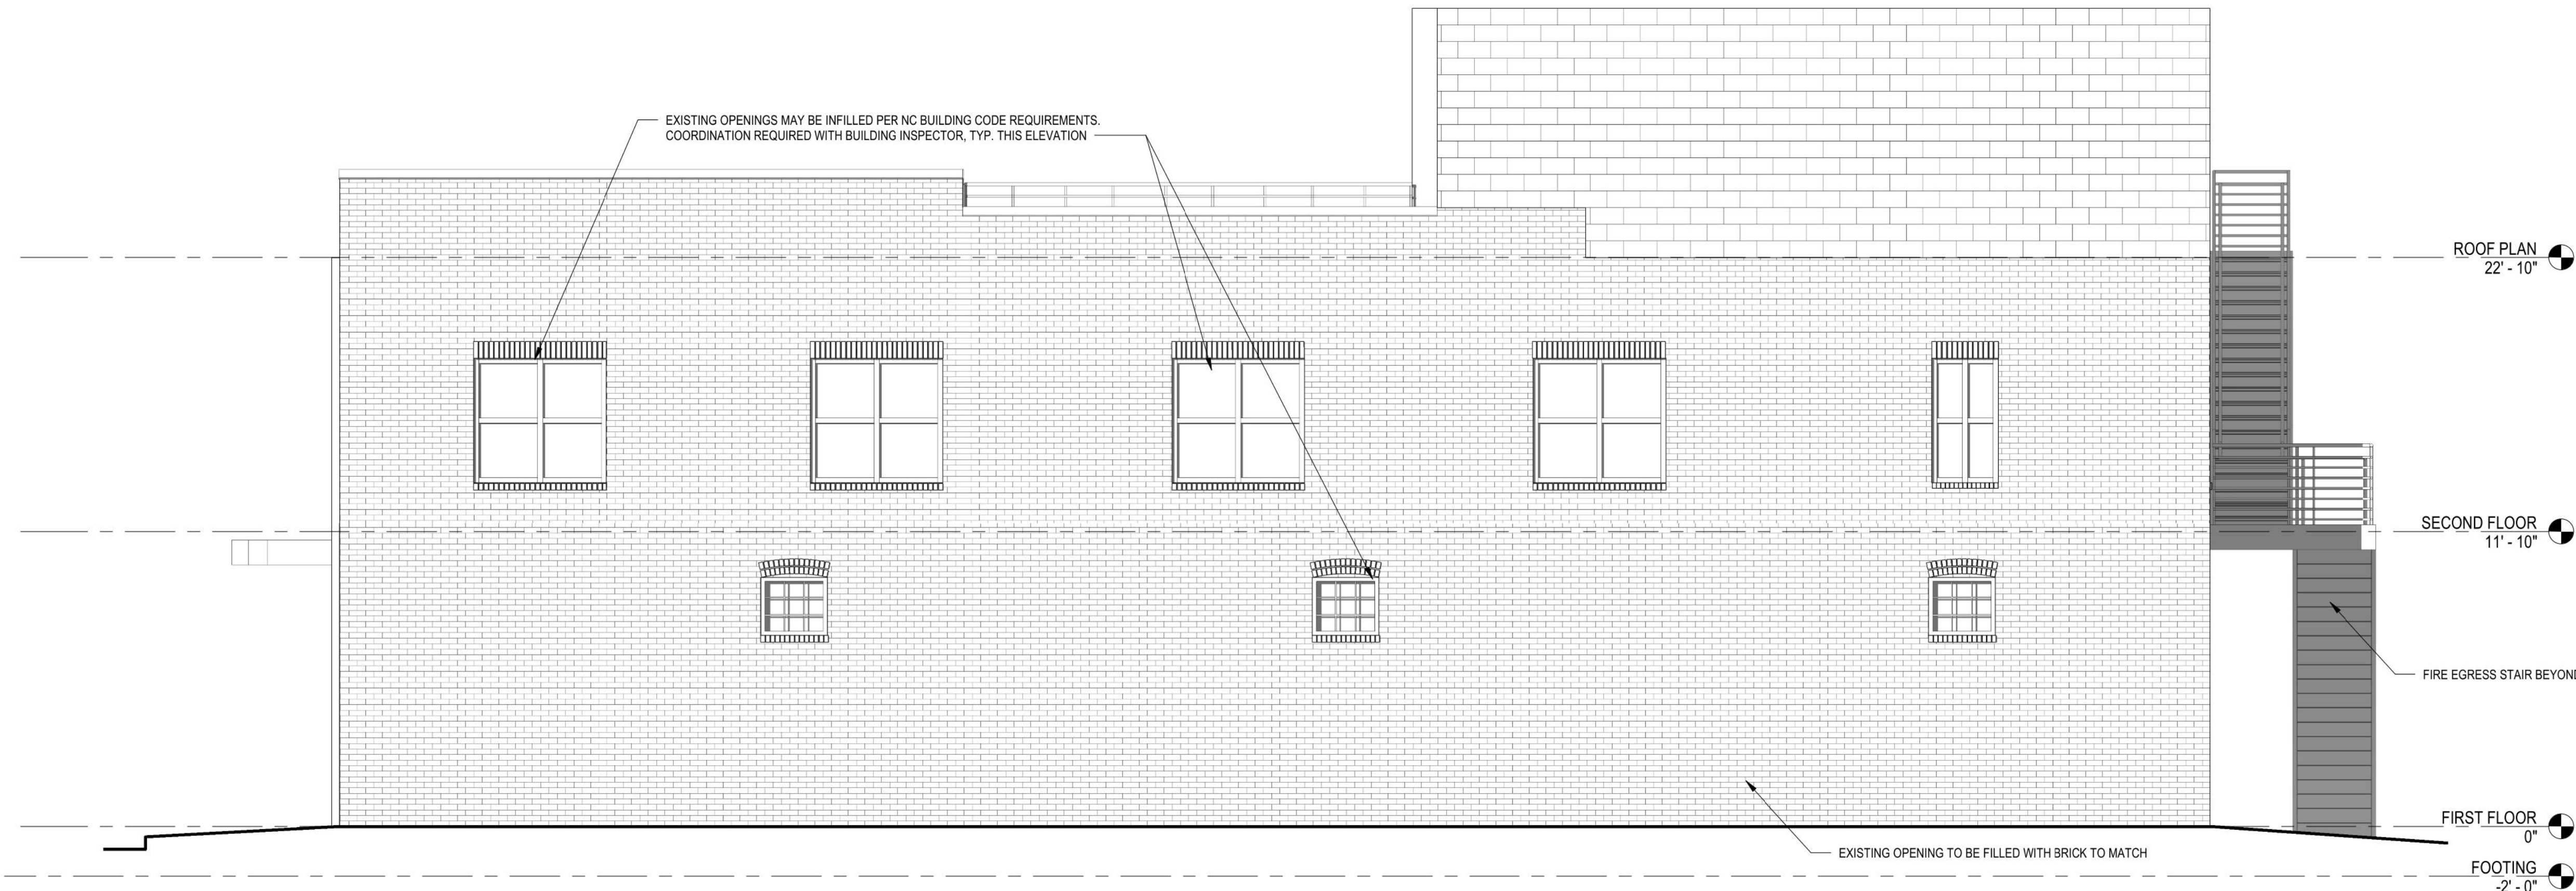 EXISTING OPENINGS MAY BE INFILLED PER NC BUILDING CODE REQUIREMENTS.
COORDINATION REQUIRED WITH BUILDING INSPECTOR, TYP. THIS ELEVATION
ROOF PLAN
22' - 10"
SECOND FLOOR
11' - 10"
FIRE EGRESS STAIR BEYOND
FIRST FLOOR
0"
EXISTING OPENING TO BE FILLED WITH BRICK TO MATCH
FOOTING
-2' - 0"